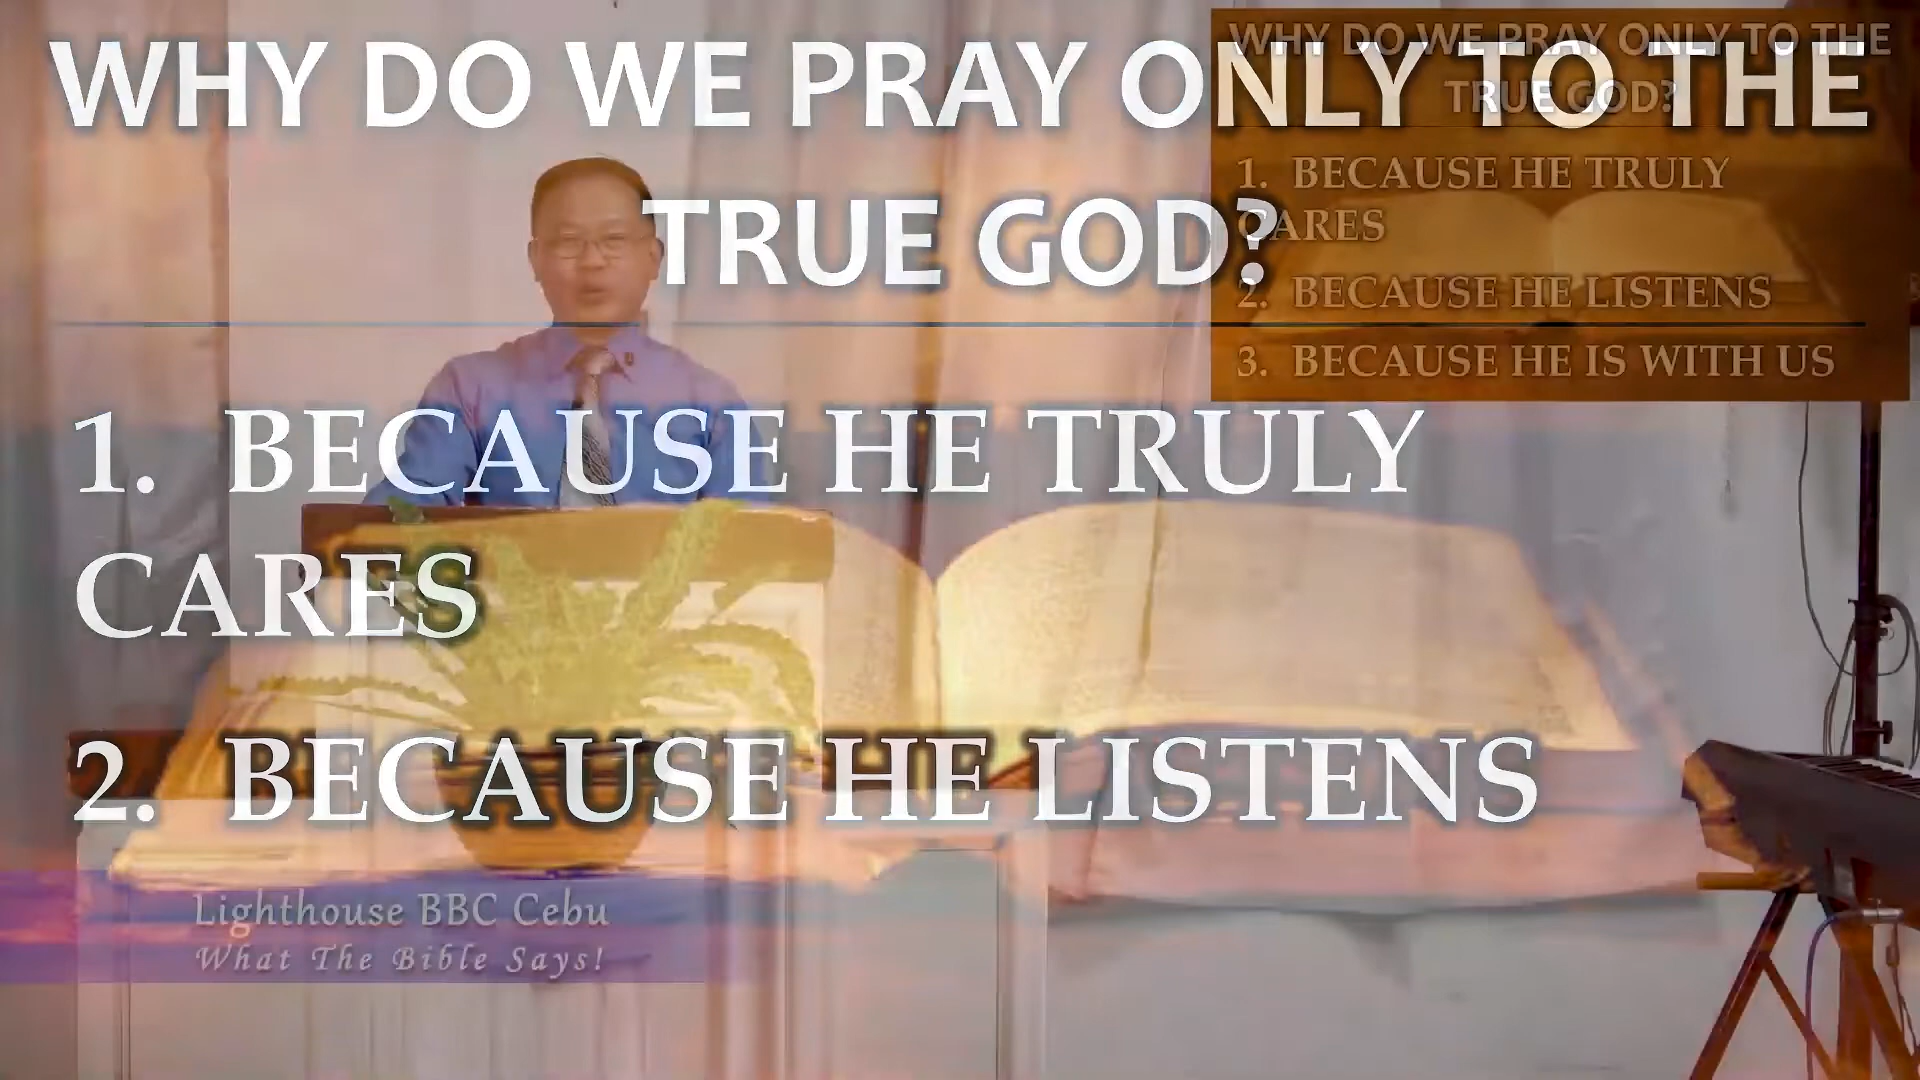 WHY DO WE PRAY ONLY TO THE
TRUE GOD?
1. BECAUSE HE TRULY
CARES
2. BECAUSE HE LISTENS
WHY DO WE PRAY ONLY TO THE
TRUE GOD?
1. BECAUSE HE TRULY
CARES
2. BECAUSE HE LISTENS
3. BECAUSE HE IS WITH US
Lighthouse BBC Cebu
What The Bible Says!